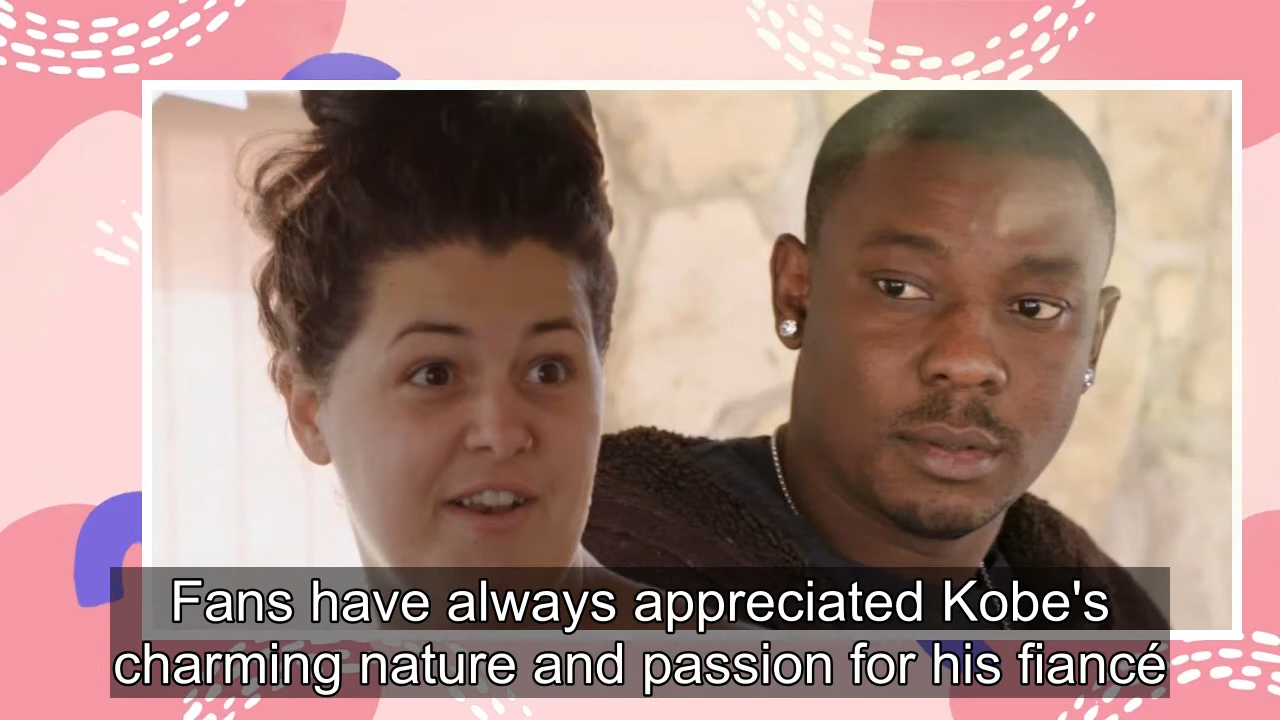 Fans have always appreciated Kobe's
charming nature and passion for his fiancé